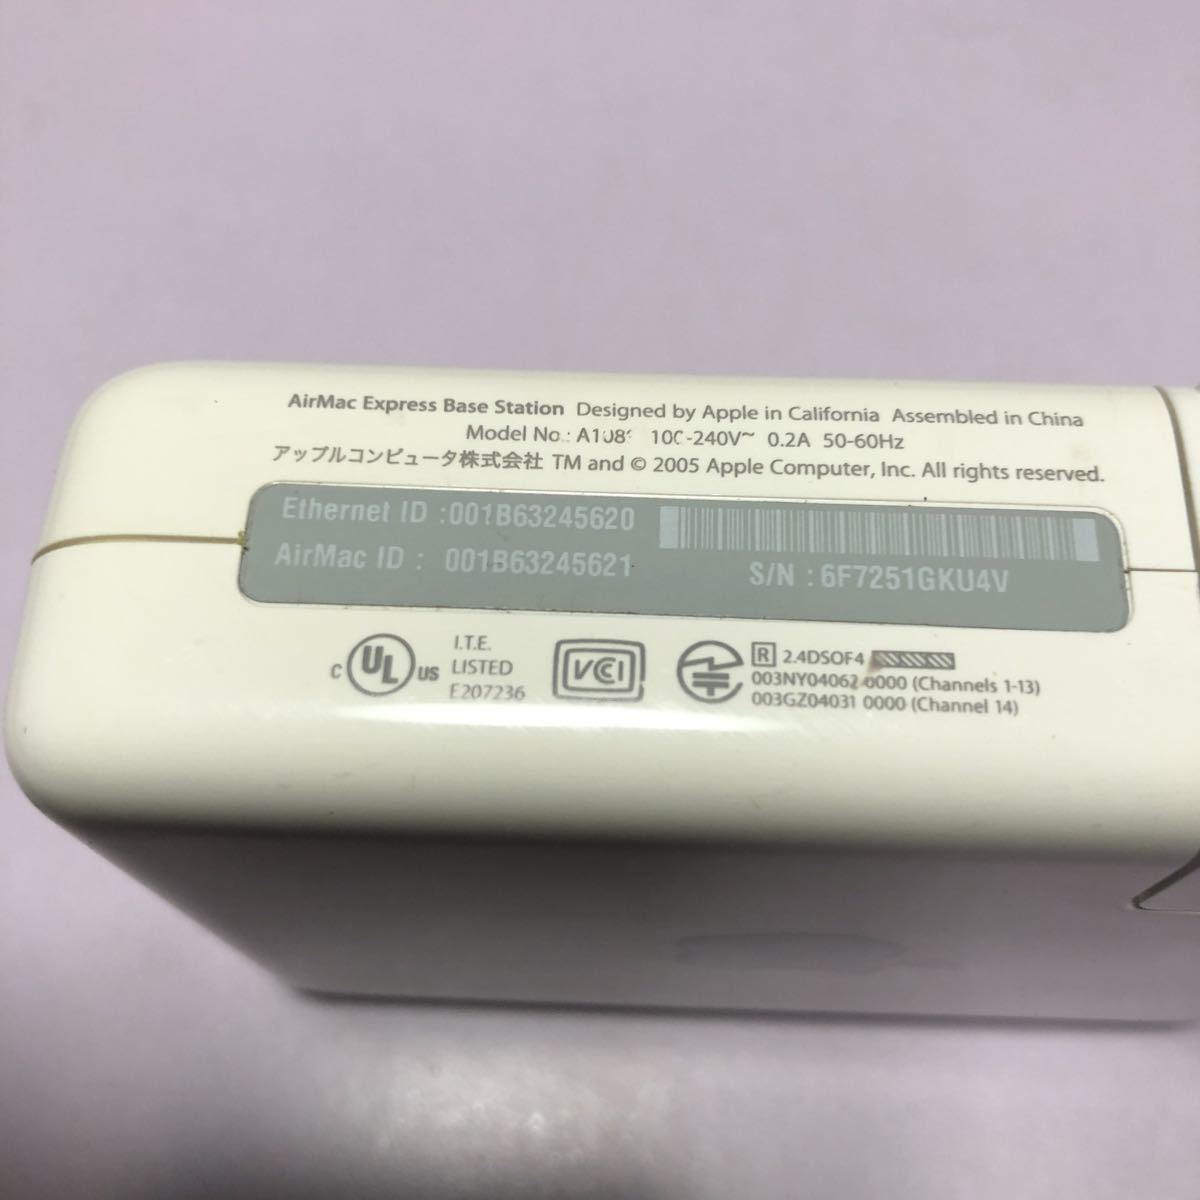 AirMac Express Base Station Designed by Apple in California Assembled in China
Model No.: 100-240V~ 0.2A 50-60Hz
アップルコンピュータ株式会社 TM and © 2005 Apple Computer, Inc. All rights reserved.
Ethernet ID :001B63245620
AirMac ID : 001B63245621
S/N : 6F7251GKU4V
C UL US
I.T.E.
LISTED
E207236
VCCI
R 2.4DSOF4
003NY04062 0000 (Channels 1-13)
003GZ04031 0000 (Channel 14)